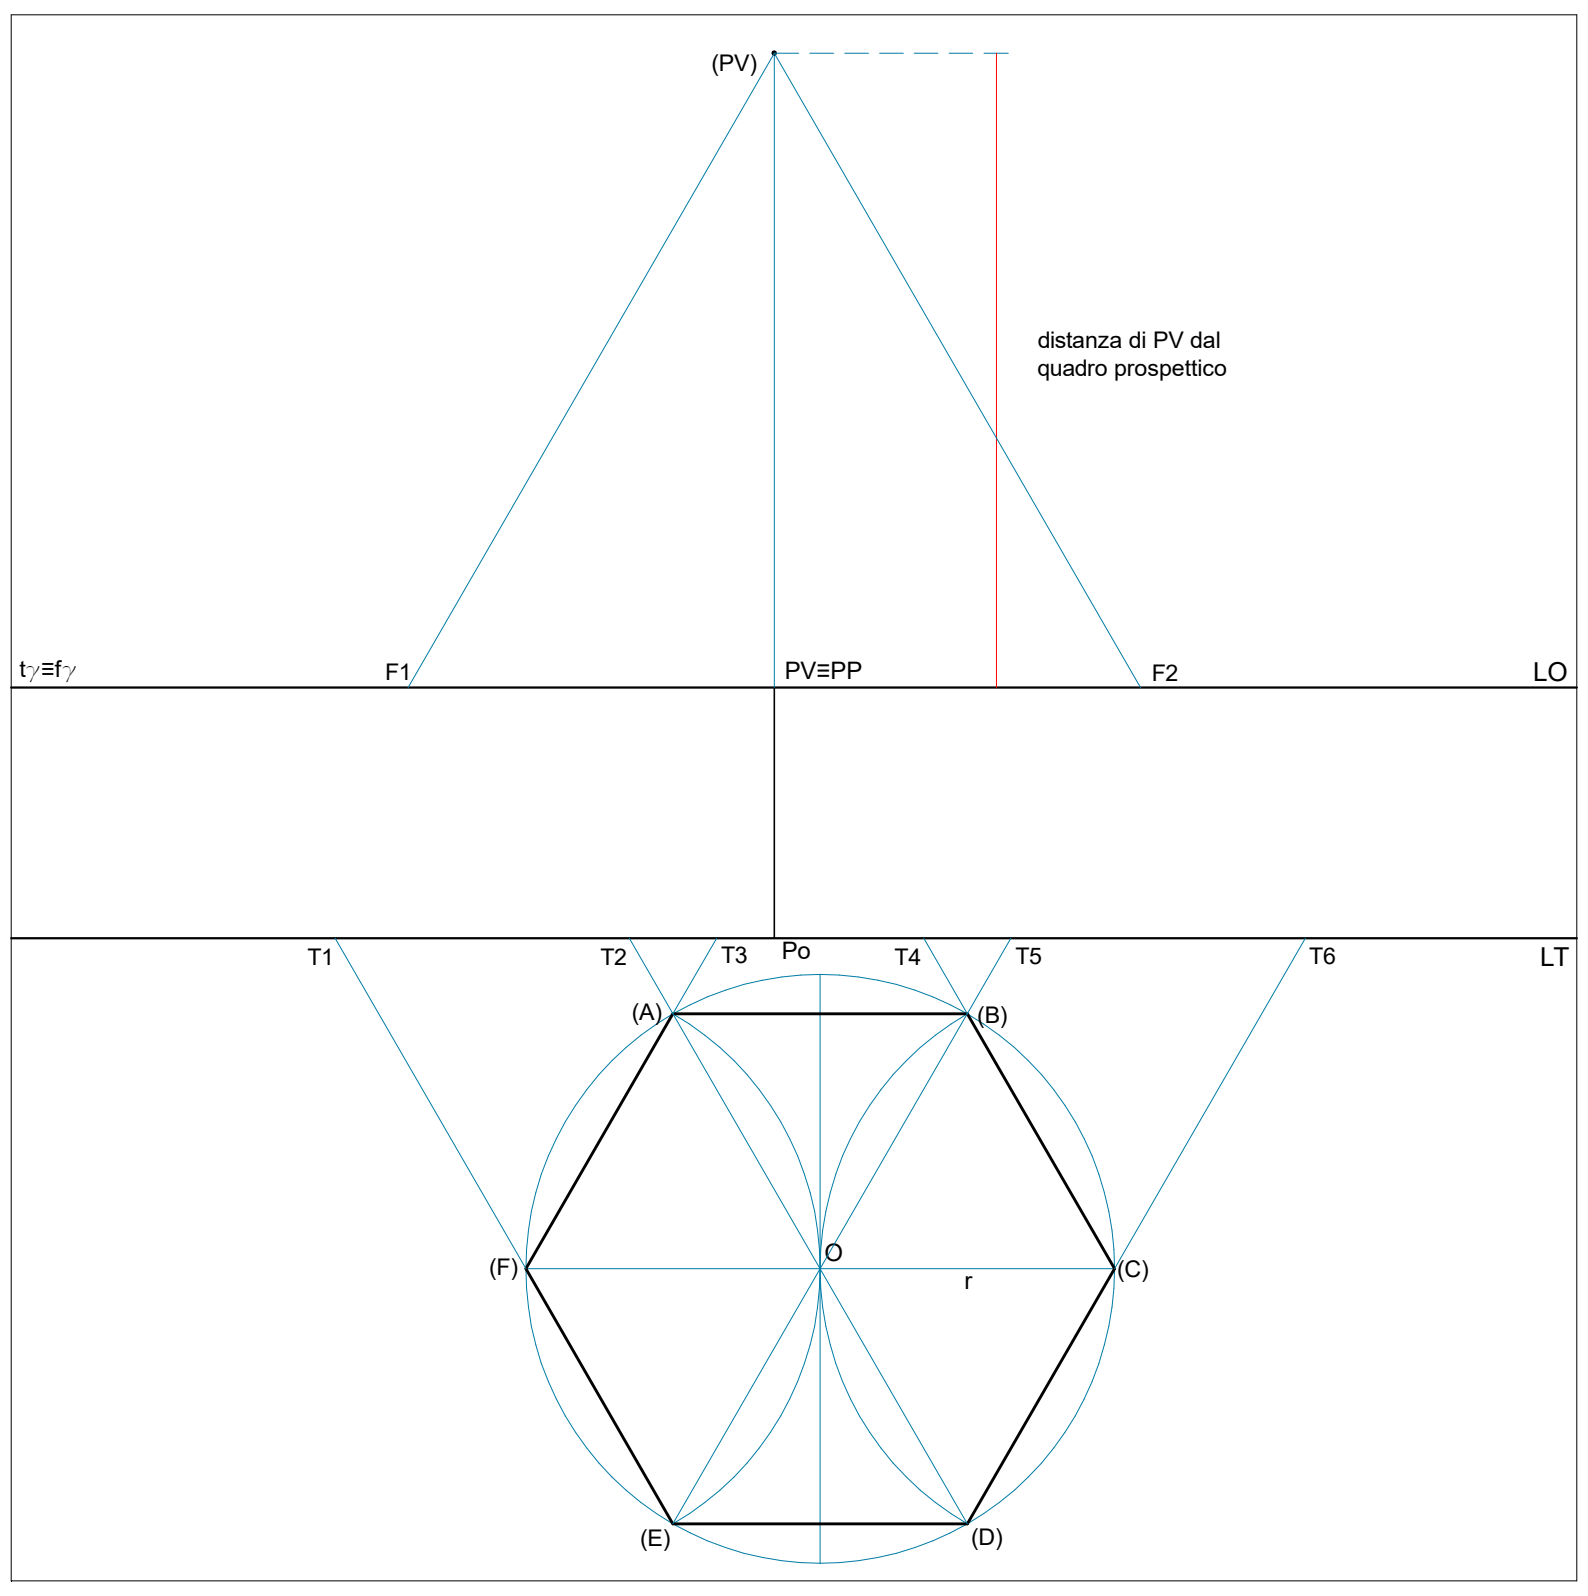 (PV)
distanza di PV dal
quadro prospettico
tγ≡fγ
F1
PV≡PP
F2
LO
T1
T2
T3
Po
T4
T5
T6
LT
(A)
(B)
O
(F)
r
(C)
(E)
(D)